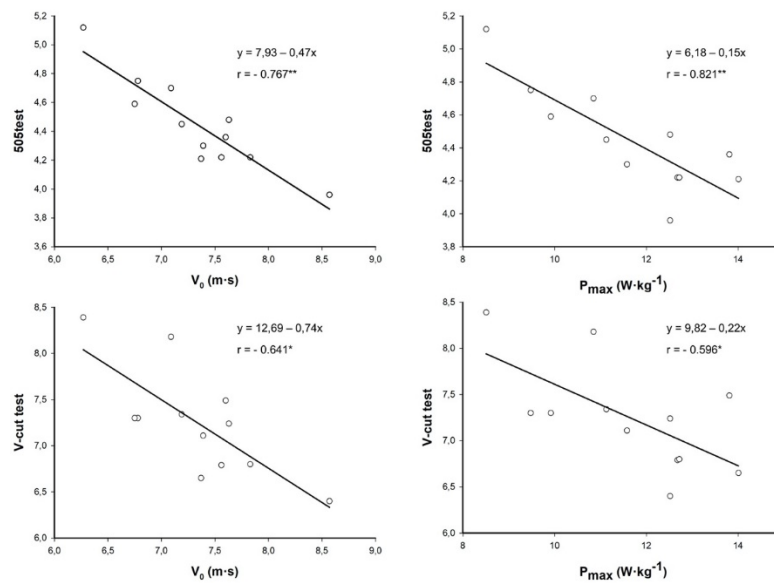 5,2
5,0
4,8
4,6
4,4
4,2
4,0
3,8
3,6
505test
y = 7,93 – 0,47x
r = - 0.767**
6,0 6,5 7,0 7,5 8,0 8,5 9,0
V₀ (m·s)
5,2
5,0
4,8
4,6
4,4
4,2
4,0
3,8
3,6
505test
y = 6,18 – 0,15x
r = - 0.821**
8 10 12 14
Pmax (W·kg⁻¹)
8,5
8,0
7,5
7,0
6,5
6,0
V-cut test
y = 12,69 – 0,74x
r = - 0.641*
6,0 6,5 7,0 7,5 8,0 8,5 9,0
V₀ (m·s)
8,5
8,0
7,5
7,0
6,5
6,0
V-cut test
y = 9,82 – 0,22x
r = - 0.596*
8 10 12 14
Pmax (W·kg⁻¹)